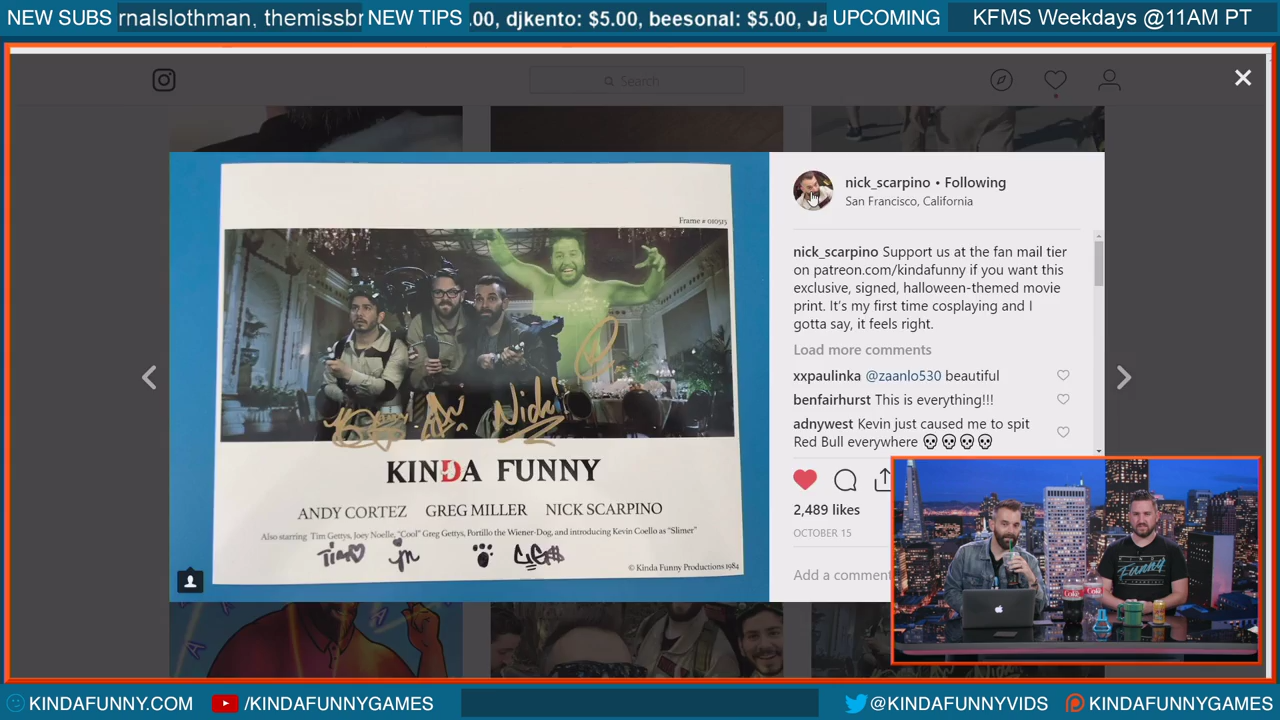 NEW SUBS
rnalslothman, themissbr
NEW TIPS
.00, djkento: $5.00, beesonal: $5.00, Ja
UPCOMING
KFMS Weekdays @11AM PT
Search
Frame # 010515
KINDA FUNNY
ANDY CORTEZ GREG MILLER NICK SCARPINO
Also starring Tim Gettys, Joey Noelle, "Cool" Greg Gettys, Portillo the Wiener-Dog, and introducing Kevin Coello as "Slimer"
Tim
© Kinda Funny Productions 1984
nick_scarpino • Following
San Francisco, California
nick_scarpino Support us at the fan mail tier
on patreon.com/kindafunny if you want this
exclusive, signed, halloween-themed movie
print. It's my first time cosplaying and I
gotta say, it feels right.
Load more comments
xxpaulinka @zaanlo530 beautiful
benfairhurst This is everything!!!
adnywest Kevin just caused me to spit
Red Bull everywhere
2,489 likes
OCTOBER 15
Add a comment
Coke
Funny
KINDAFUNNY.COM
/KINDAFUNNYGAMES
@KINDAFUNNYVIDS
KINDAFUNNYGAMES